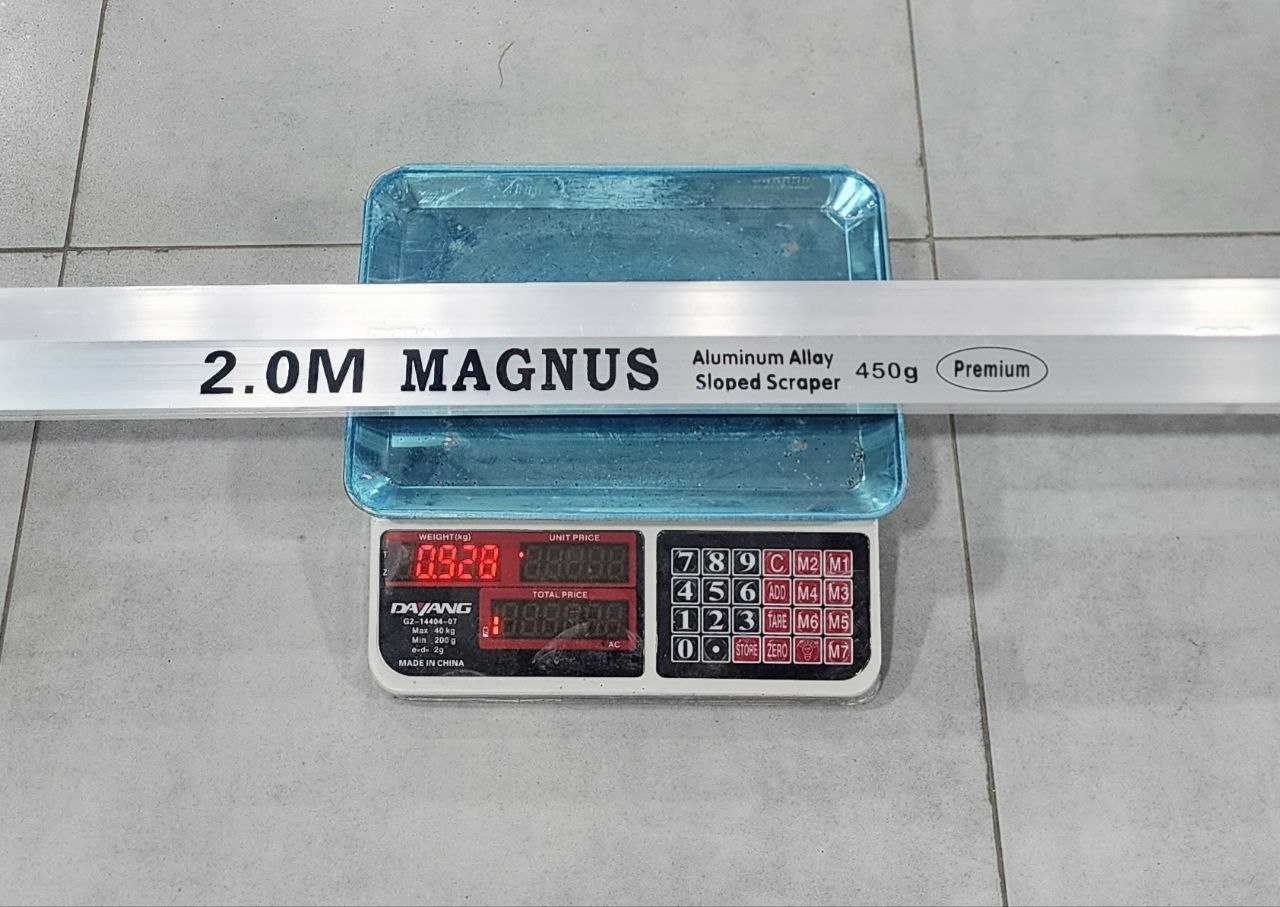 2.0M MAGNUS Aluminum Allay Sloped Scraper 450g Premium
WEIGHT(kg) UNIT PRICE
T
Z
0.928
TOTAL PRICE
DAYANG
G2-14404-07
Max 40 kg
Min 200 g
e=d= 2g
MADE IN CHINA
AC
7 8 9 C M2 M1
4 5 6 ADD M4 M3
1 2 3 TARE M6 M5
0 . STORE ZERO M7